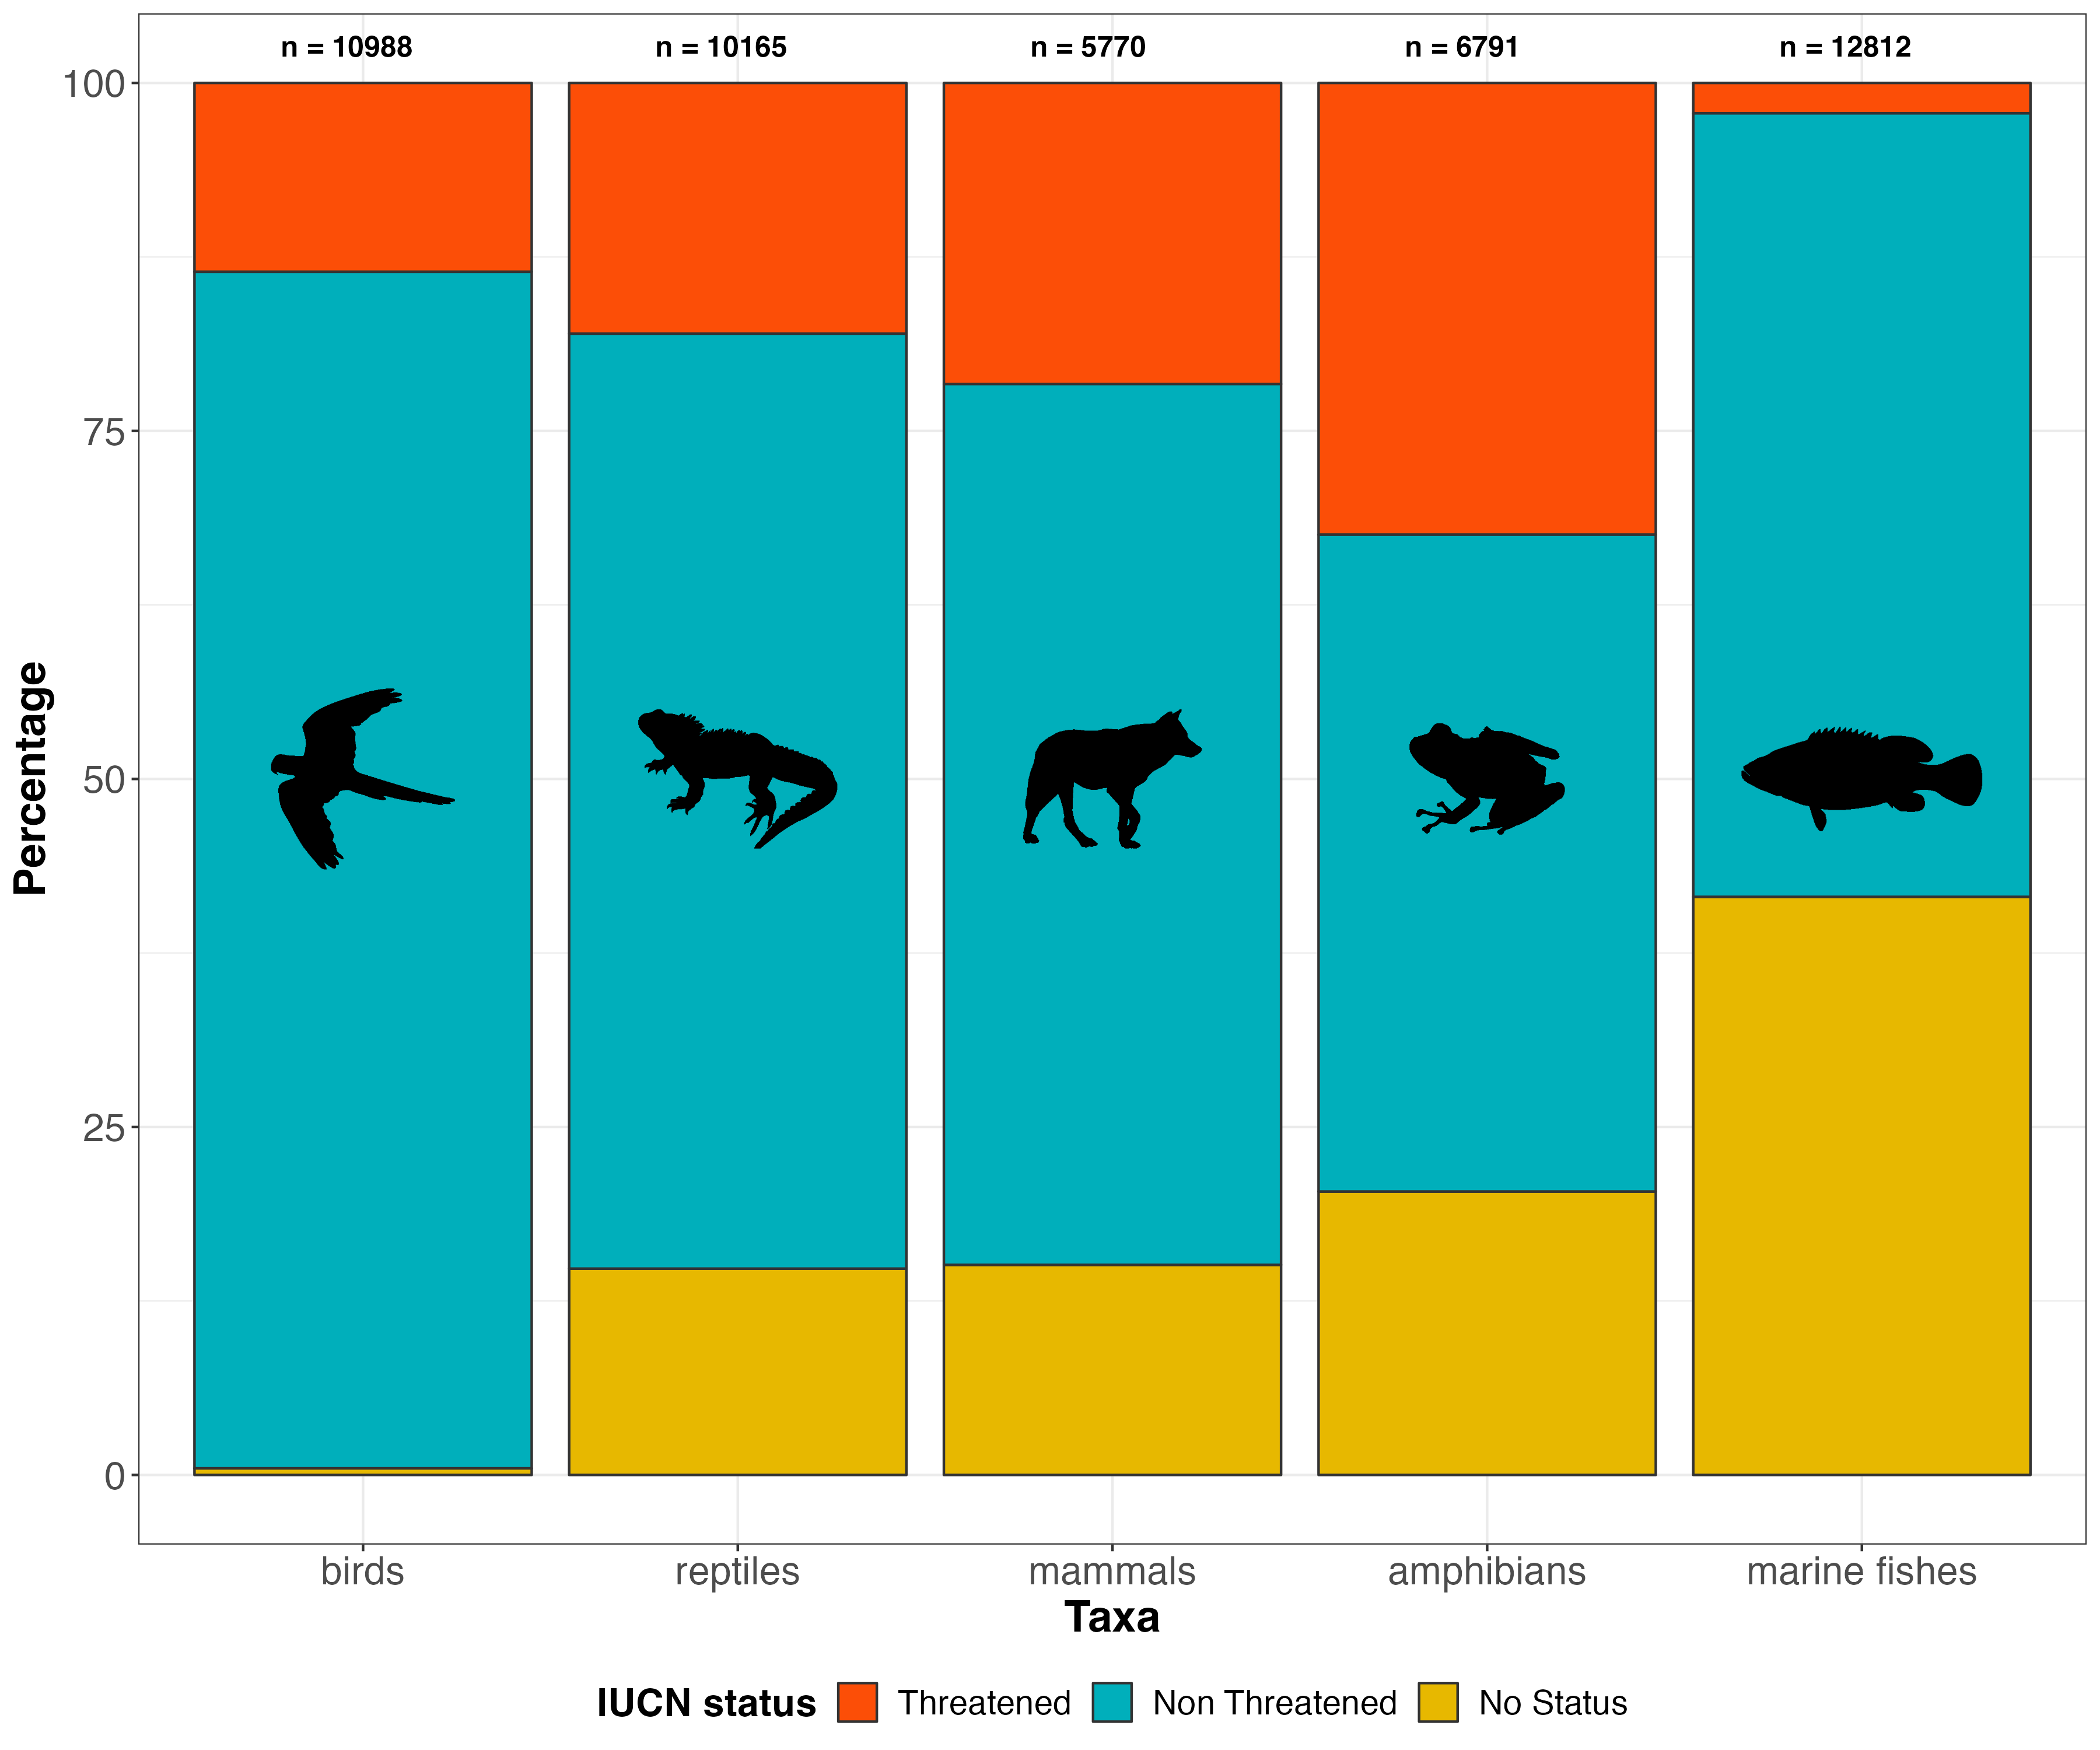 n = 10988 n = 10165 n = 5770 n = 6791 n = 12812
100
75
50
25
0
Percentage
birds reptiles mammals amphibians marine fishes
Taxa
IUCN status Threatened Non Threatened No Status